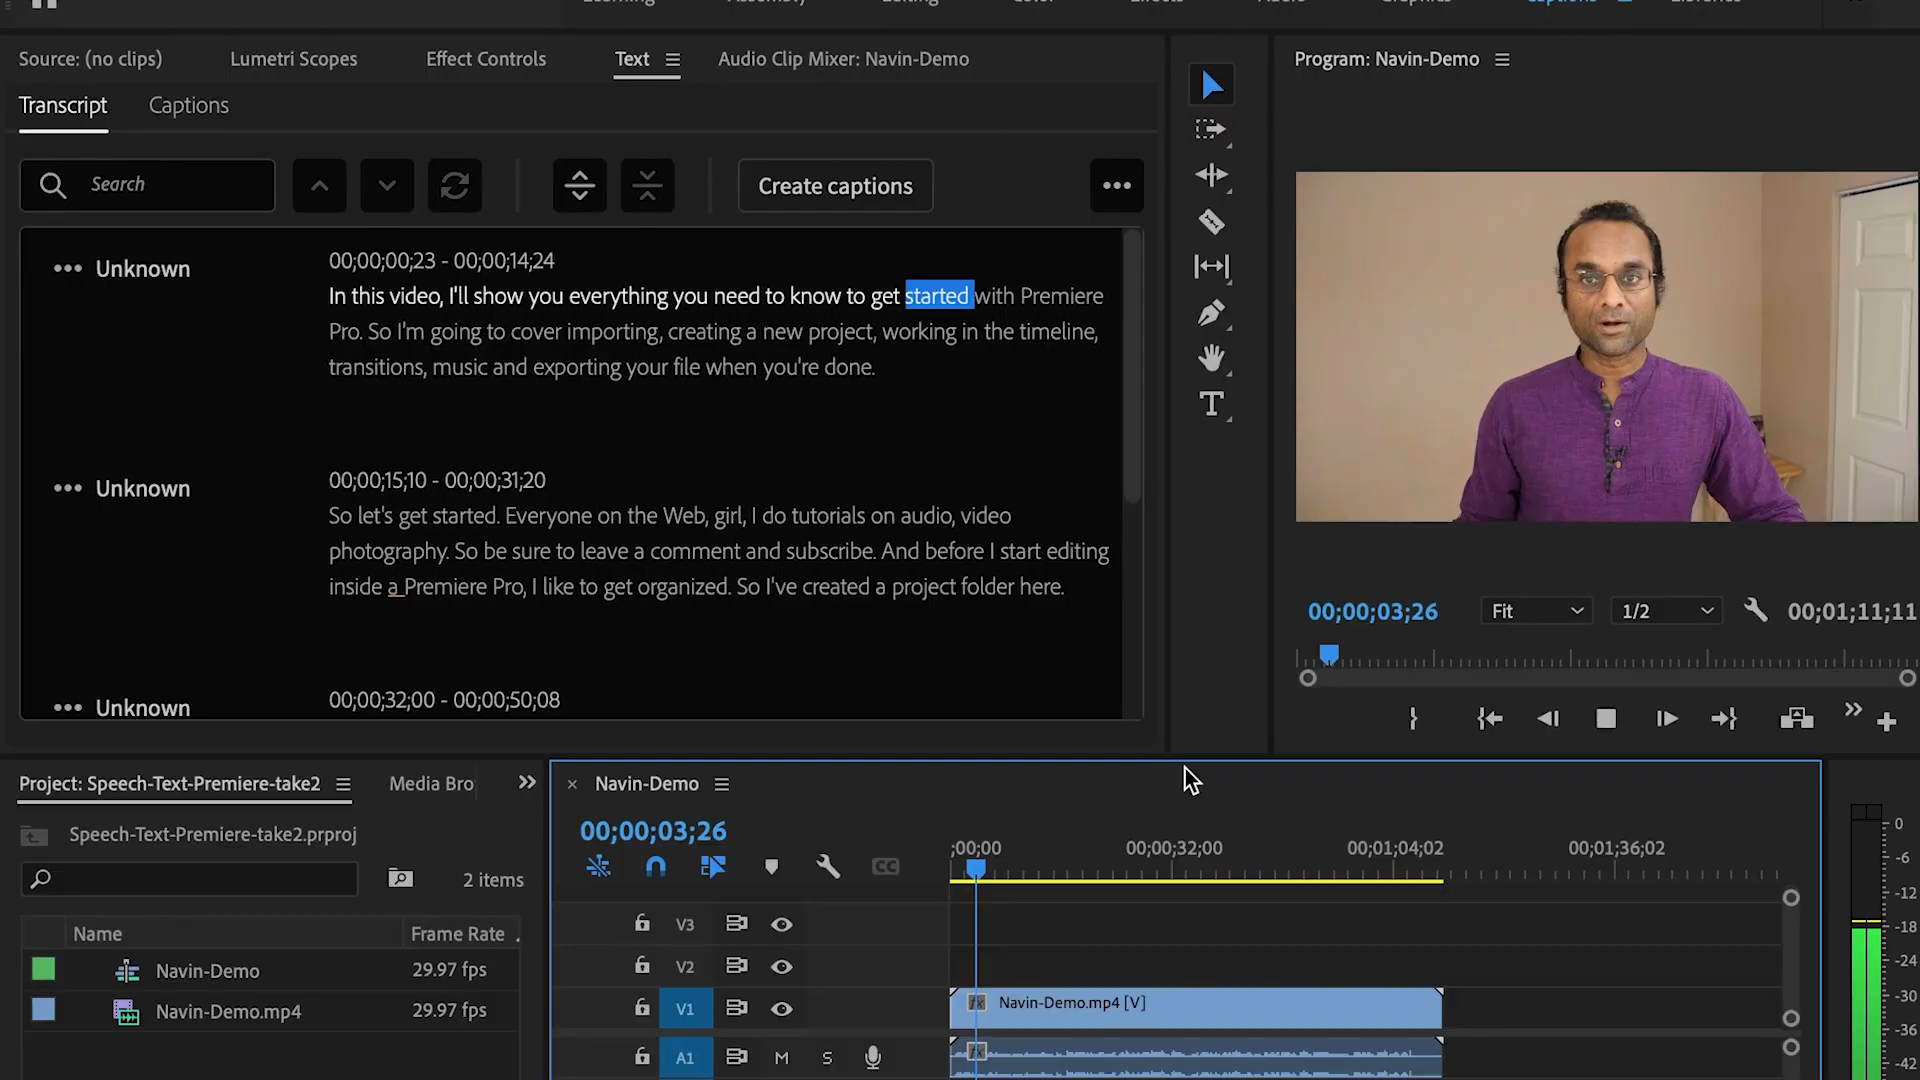 Source: (no clips)
Lumetri Scopes
Effect Controls
Text
Audio Clip Mixer: Navin-Demo
Program: Navin-Demo
Transcript
Captions
Search
Create captions
Unknown
00;00;00;23 - 00;00;14;24
In this video, I'll show you everything you need to know to get started with Premiere
Pro. So I'm going to cover importing, creating a new project, working in the timeline,
transitions, music and exporting your file when you're done.
Unknown
00;00;15;10 - 00;00;31;20
So let's get started. Everyone on the Web, girl, I do tutorials on audio, video
photography. So be sure to leave a comment and subscribe. And before I start editing
inside a Premiere Pro, I like to get organized. So I've created a project folder here.
Unknown
00;00;32;00 - 00;00;50;08
00;00;03;26
Fit
1/2
00;01;11;11
Project: Speech-Text-Premiere-take2
Media Bro
Speech-Text-Premiere-take2.prproj
2 items
Name
Frame Rate
Navin-Demo
29.97 fps
Navin-Demo.mp4
29.97 fps
Navin-Demo
00;00;03;26
CC
;00;00
00;00;32;00
00;01;04;02
00;01;36;02
V3
V2
V1
fx
Navin-Demo.mp4 [V]
A1
M
S
fx
0
-6
-12
-18
-24
-30
-36
-42